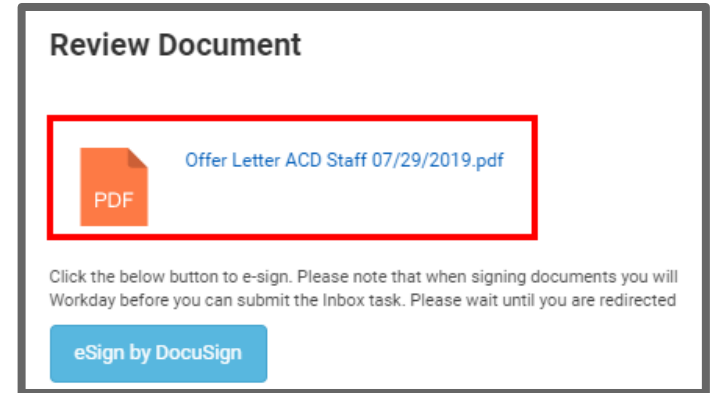 Review Document
Offer Letter ACD Staff 07/29/2019.pdf
PDF
Click the below button to e-sign. Please note that when signing documents you will
Workday before you can submit the Inbox task. Please wait until you are redirected
eSign by DocuSign